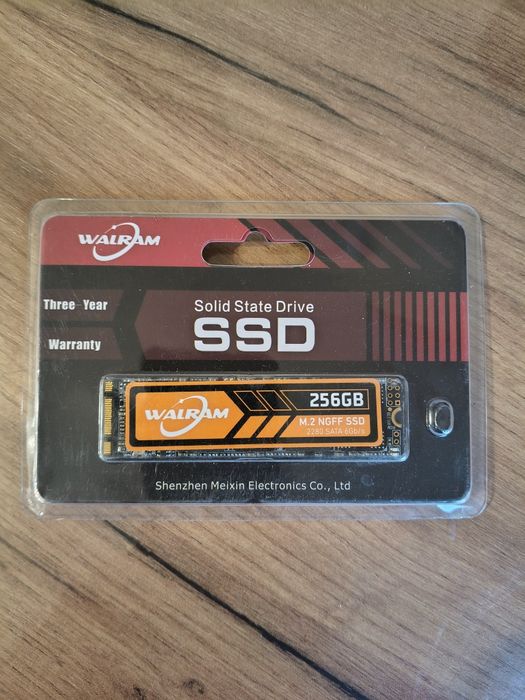 WALRAM
Three Year
Warranty
Solid State Drive
SSD
WALRAM
256GB
M.2 NGFF SSD
2280 SATA 6Gb/s
Shenzhen Meixin Electronics Co., Ltd